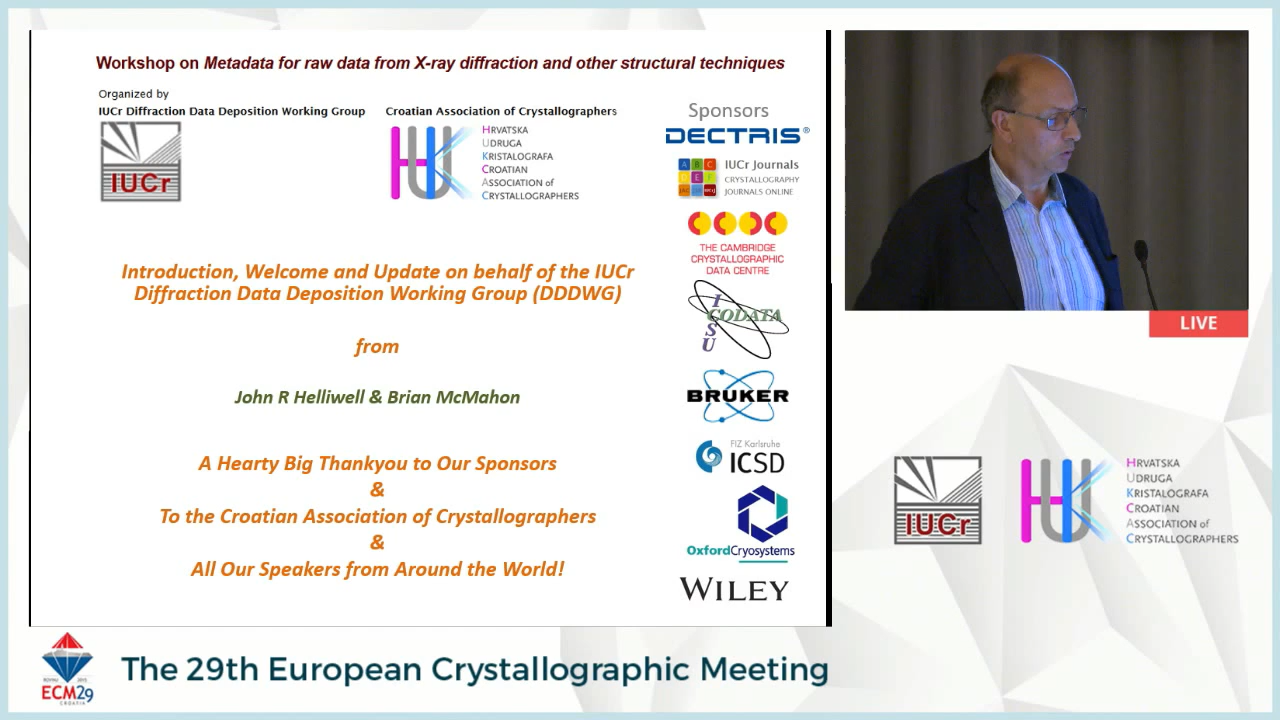 Workshop on Metadata for raw data from X-ray diffraction and other structural techniques
Organized by
IUCr Diffraction Data Deposition Working Group
Croatian Association of Crystallographers
IUCr
HUK
HRVATSKA
UDRUGA
KRISTALOGRAFA
CROATIAN
ASSOCIATION of
CRYSTALLOGRAPHERS
Sponsors
DECTRIS®
A B C
D E F
IUCr Journals
CRYSTALLOGRAPHY
JOURNALS ONLINE
THE CAMBRIDGE
CRYSTALLOGRAPHIC
DATA CENTRE
ICSU
CODATA
BRUKER
FIZ Karlsruhe
ICSD
OxfordCryosystems
WILEY
Introduction, Welcome and Update on behalf of the IUCr
Diffraction Data Deposition Working Group (DDDWG)
from
John R Helliwell & Brian McMahon
A Hearty Big Thankyou to Our Sponsors
&
To the Croatian Association of Crystallographers
&
All Our Speakers from Around the World!
LIVE
IUCr
HUK
HRVATSKA
UDRUGA
KRISTALOGRAFA
CROATIAN
ASSOCIATION of
CRYSTALLOGRAPHERS
ECM29
CROATIA
The 29th European Crystallographic Meeting